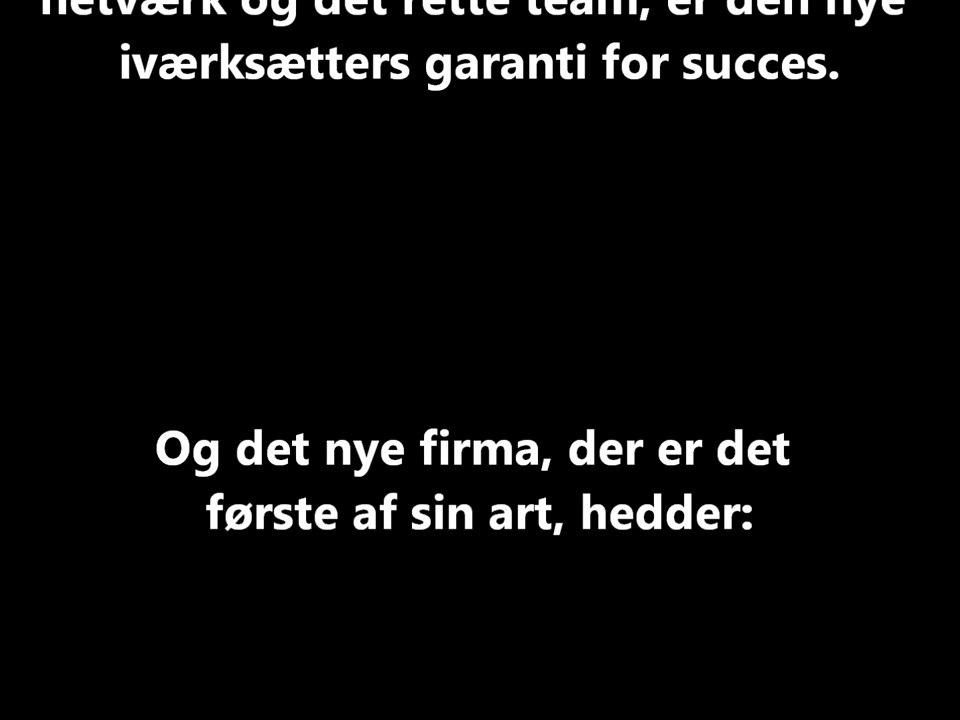 netværk og det rette team, er den nye
iværksætters garanti for succes.
Og det nye firma, der er det
første af sin art, hedder: